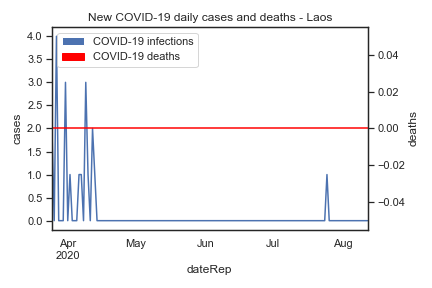 New COVID-19 daily cases and deaths - Laos
COVID-19 infections
COVID-19 deaths
cases
4.0
3.5
3.0
2.5
2.0
1.5
1.0
0.5
0.0
deaths
0.04
0.02
0.00
−0.02
−0.04
Apr
2020
May
Jun
Jul
Aug
dateRep